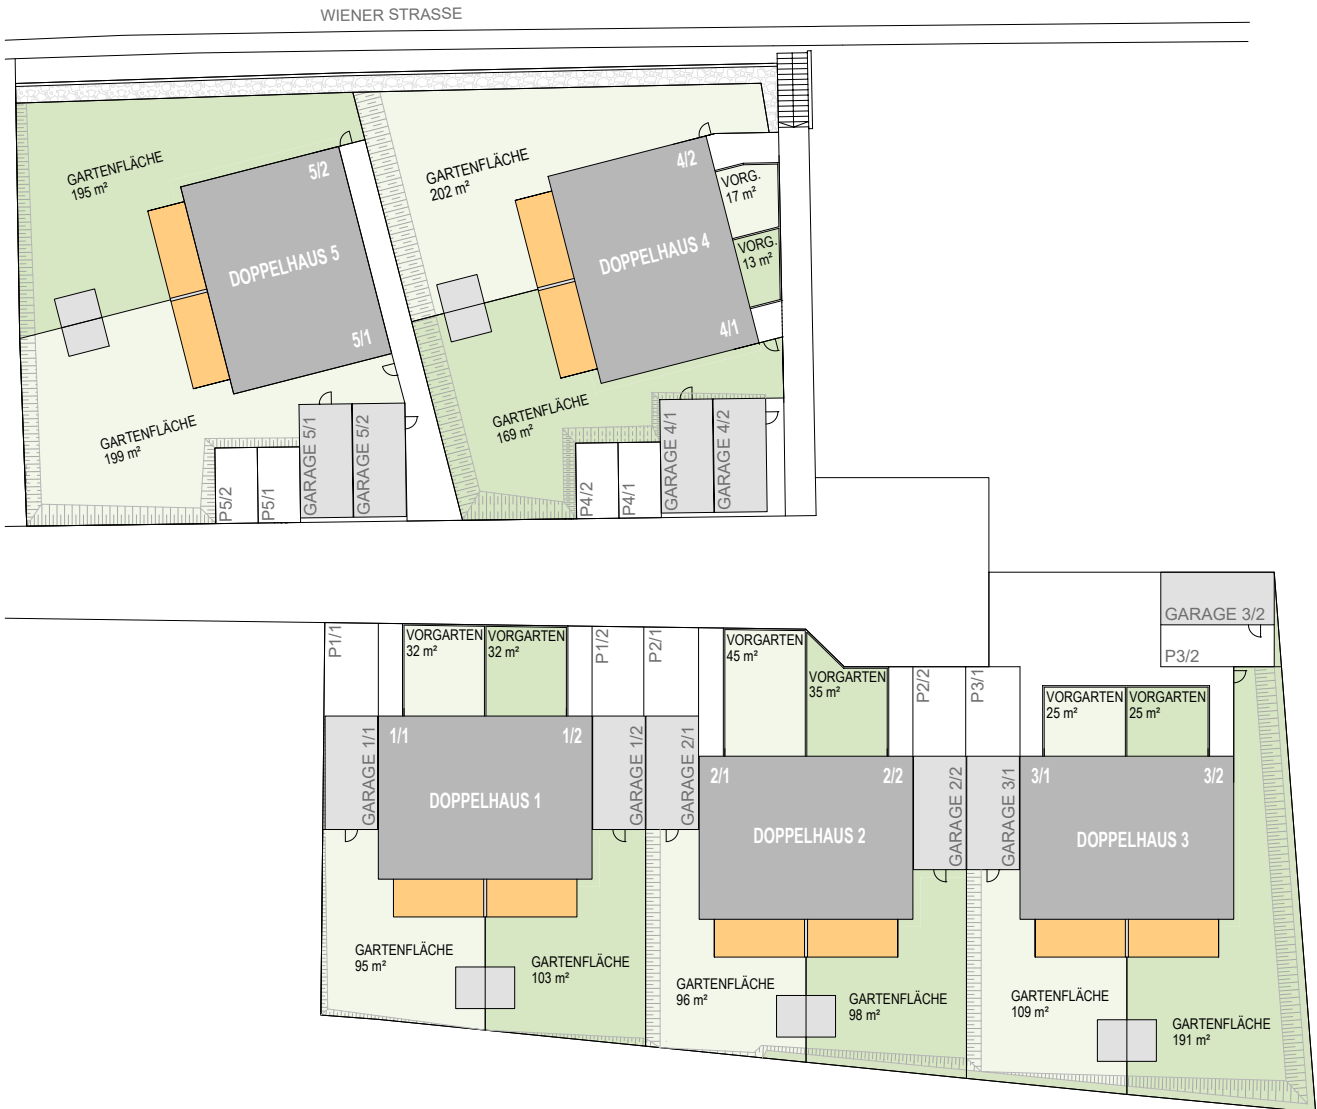 WIENER STRASSE
GARTENFLÄCHE
195 m²
5/2
DOPPELHAUS 5
5/1
GARTENFLÄCHE
199 m²
P5/2
P5/1
GARAGE 5/1
GARAGE 5/2
GARTENFLÄCHE
202 m²
4/2
DOPPELHAUS 4
4/1
VORG.
17 m²
VORG.
13 m²
GARTENFLÄCHE
169 m²
P4/2
P4/1
GARAGE 4/1
GARAGE 4/2
GARAGE 3/2
P3/2
P1/1
VORGARTEN
32 m²
VORGARTEN
32 m²
P1/2
P2/1
VORGARTEN
45 m²
VORGARTEN
35 m²
P2/2
P3/1
VORGARTEN
25 m²
VORGARTEN
25 m²
GARAGE 1/1
1/1
1/2
DOPPELHAUS 1
GARAGE 1/2
GARAGE 2/1
2/1
2/2
DOPPELHAUS 2
GARAGE 2/2
GARAGE 3/1
3/1
3/2
DOPPELHAUS 3
GARTENFLÄCHE
95 m²
GARTENFLÄCHE
103 m²
GARTENFLÄCHE
96 m²
GARTENFLÄCHE
98 m²
GARTENFLÄCHE
109 m²
GARTENFLÄCHE
191 m²